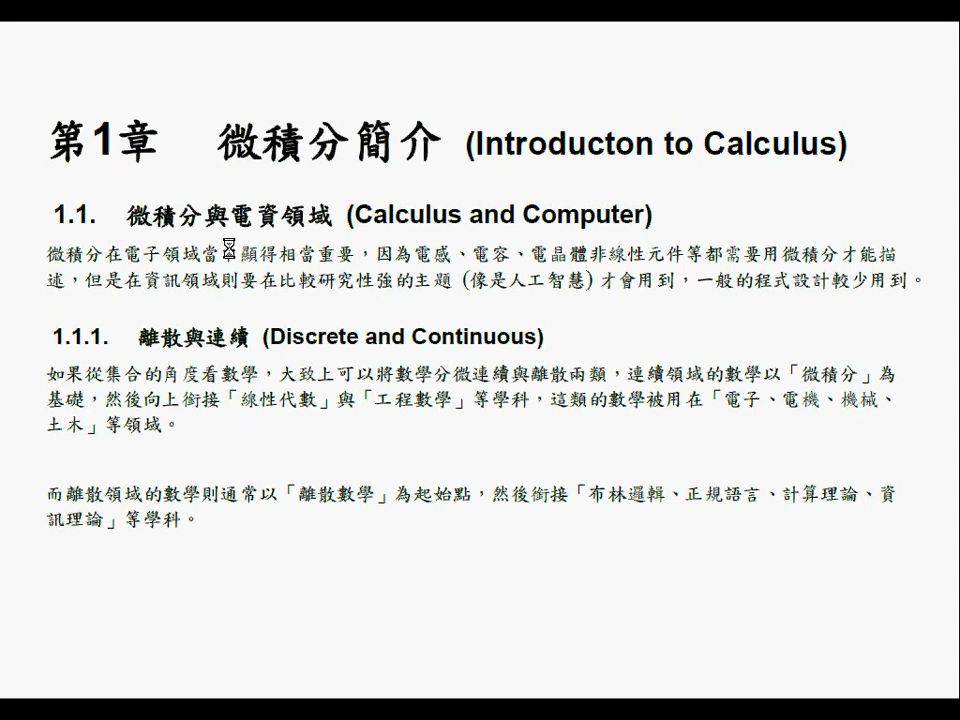 第1章 微積分簡介 (Introducton to Calculus)
1.1. 微積分與電資領域 (Calculus and Computer)
微積分在電子領域當 顯得相當重要，因為電感、電容、電晶體非線性元件等都需要用微積分才能描
述，但是在資訊領域則要在比較研究性強的主題 (像是人工智慧) 才會用到，一般的程式設計較少用到。
1.1.1. 離散與連續 (Discrete and Continuous)
如果從集合的角度看數學，大致上可以將數學分微連續與離散兩類，連續領域的數學以「微積分」為
基礎，然後向上銜接「線性代數」與「工程數學」等學科，這類的數學被用在「電子、電機、機械、
土木」等領域。
而離散領域的數學則通常以「離散數學」為起始點，然後銜接「布林邏輯、正規語言、計算理論、資
訊理論」等學科。